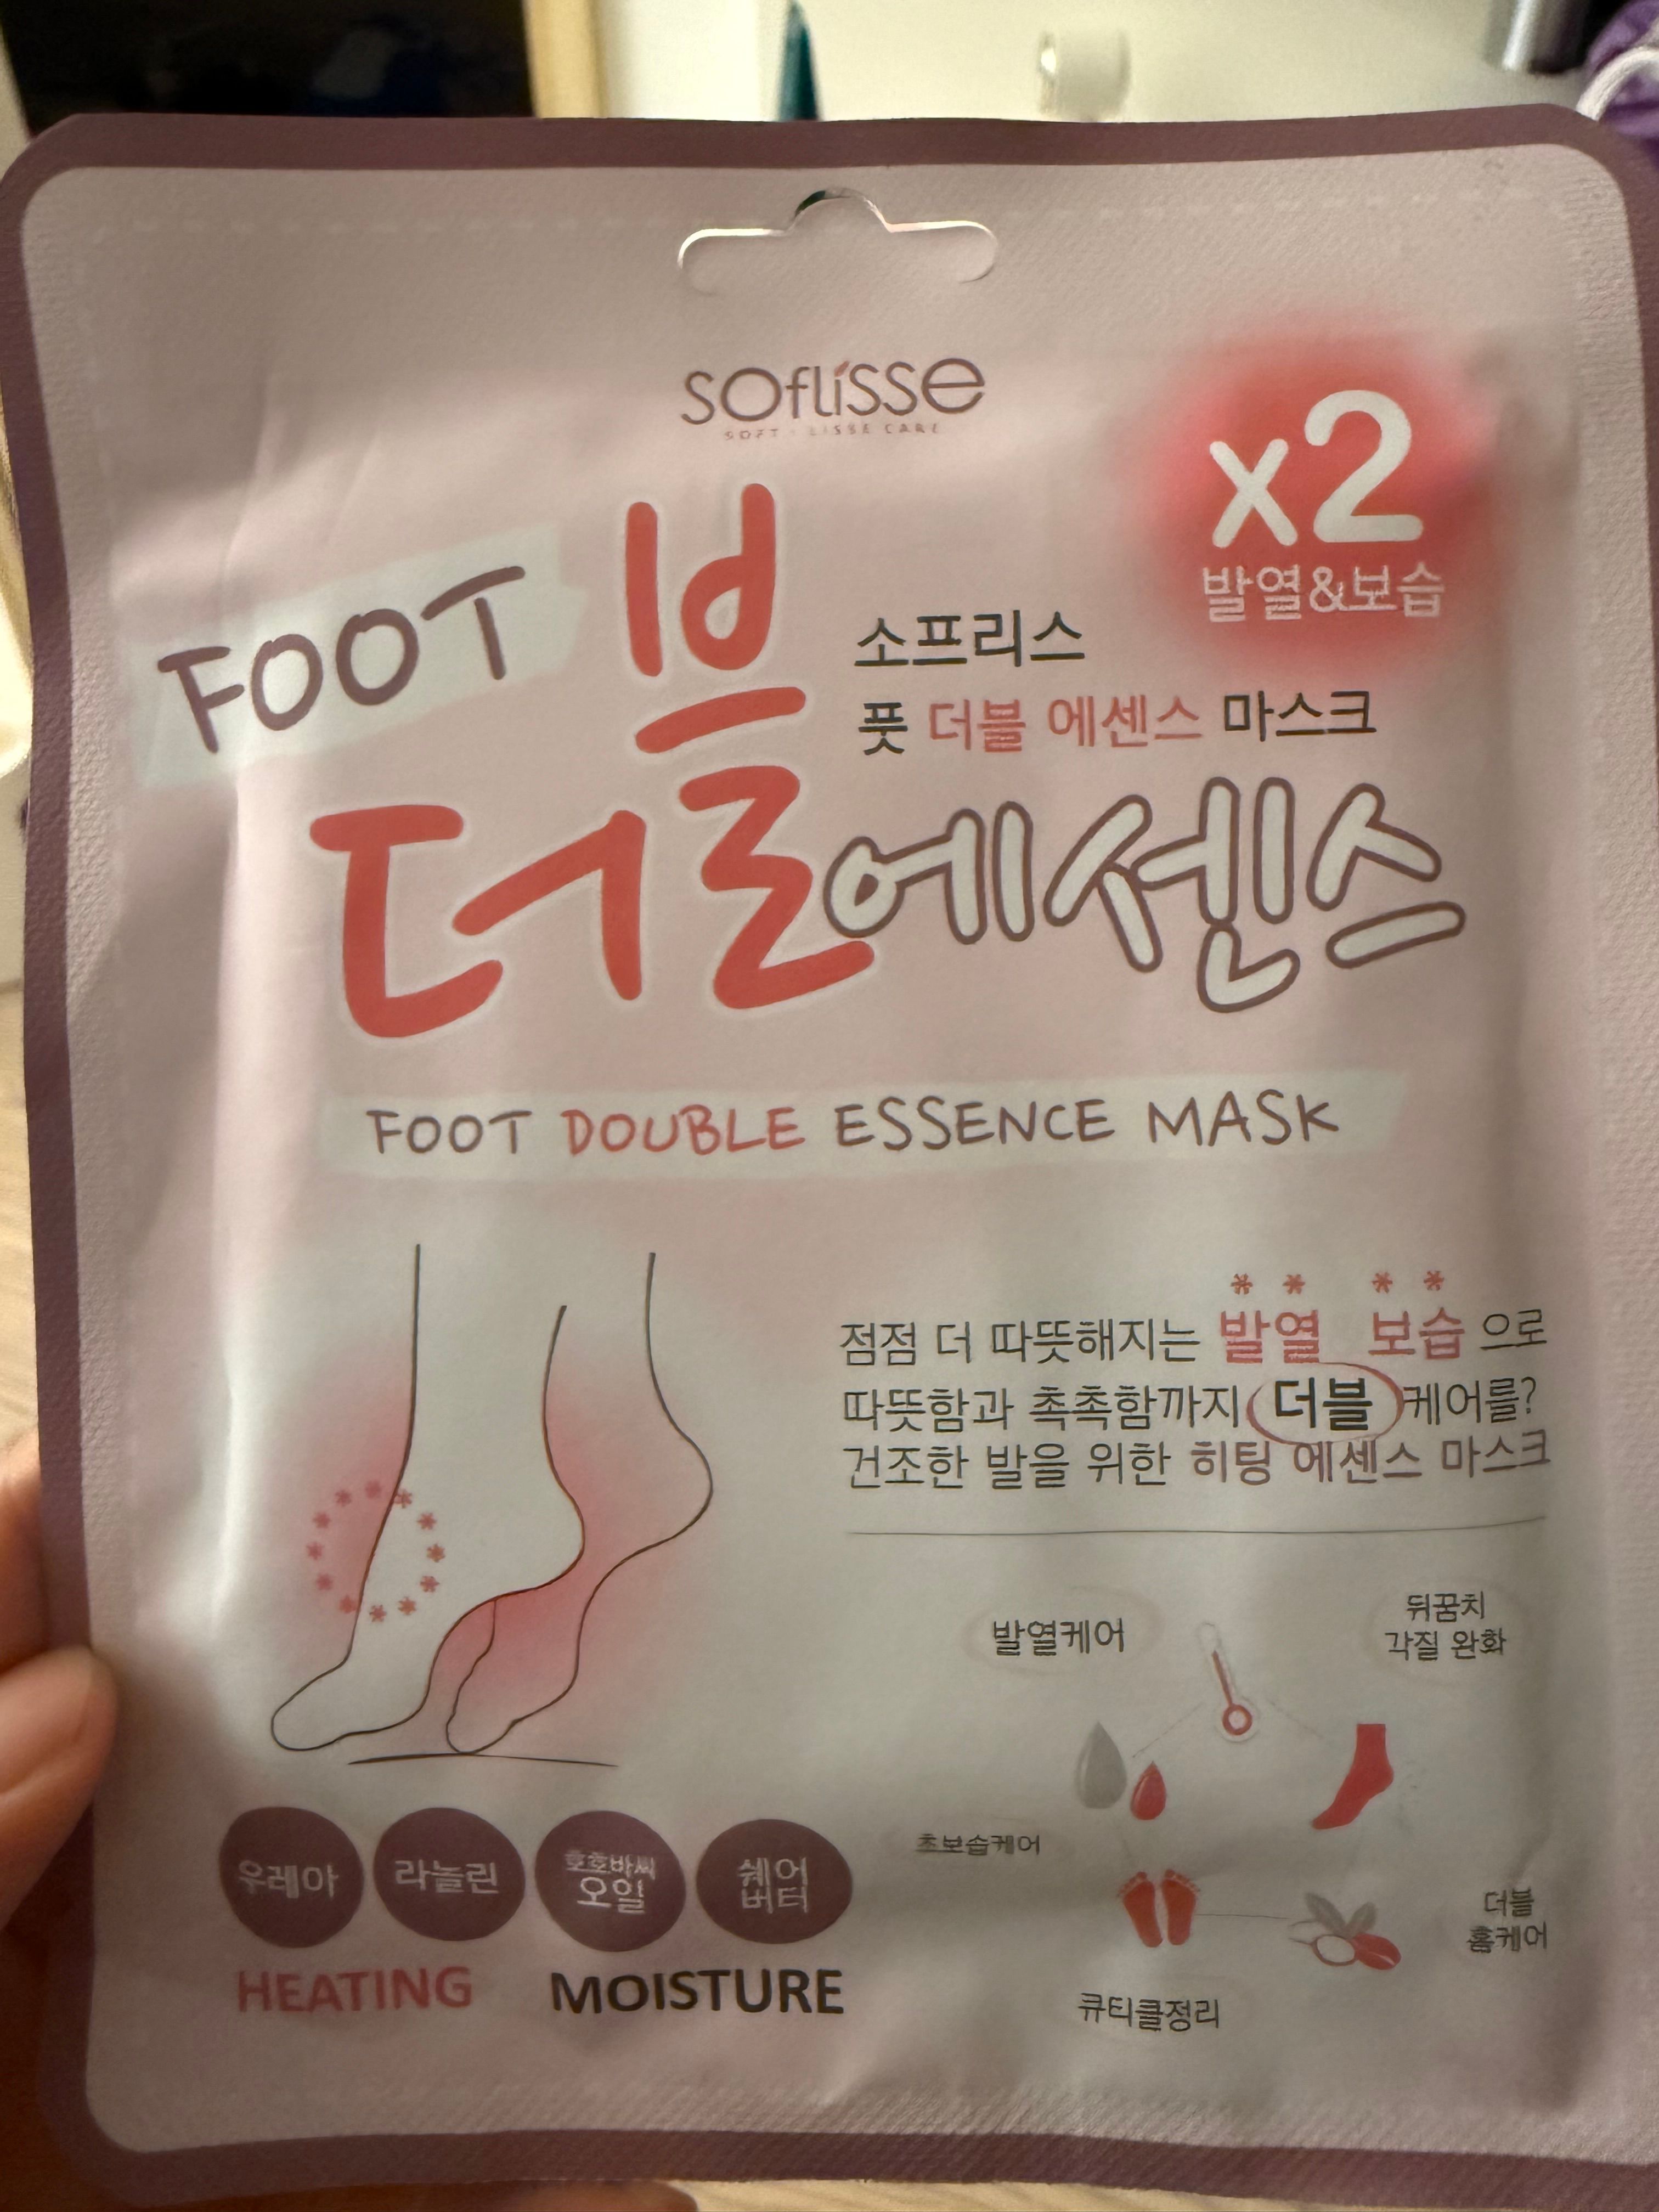 soflisse
SOFT · LISSE CARE
x2
발열&보습
FOOT
더블에센스
소프리스
풋 더블 에센스 마스크
FOOT DOUBLE ESSENCE MASK
점점 더 따뜻해지는 발열 보습 으로
따뜻함과 촉촉함까지 더블 케어를?
건조한 발을 위한 히팅 에센스 마스크
발열케어
뒤꿈치
각질 완화
초보습케어
더블
홈케어
큐티클정리
우레아
라놀린
호호바씨
오일
쉐어
버터
HEATING MOISTURE